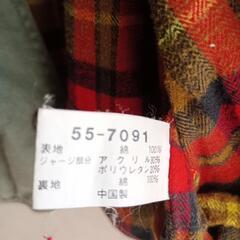 55-7091
表地 綿 100%
ジャージ部分 アクリル 80%
ポリウレタン 20%
裏地 綿 100%
中国製